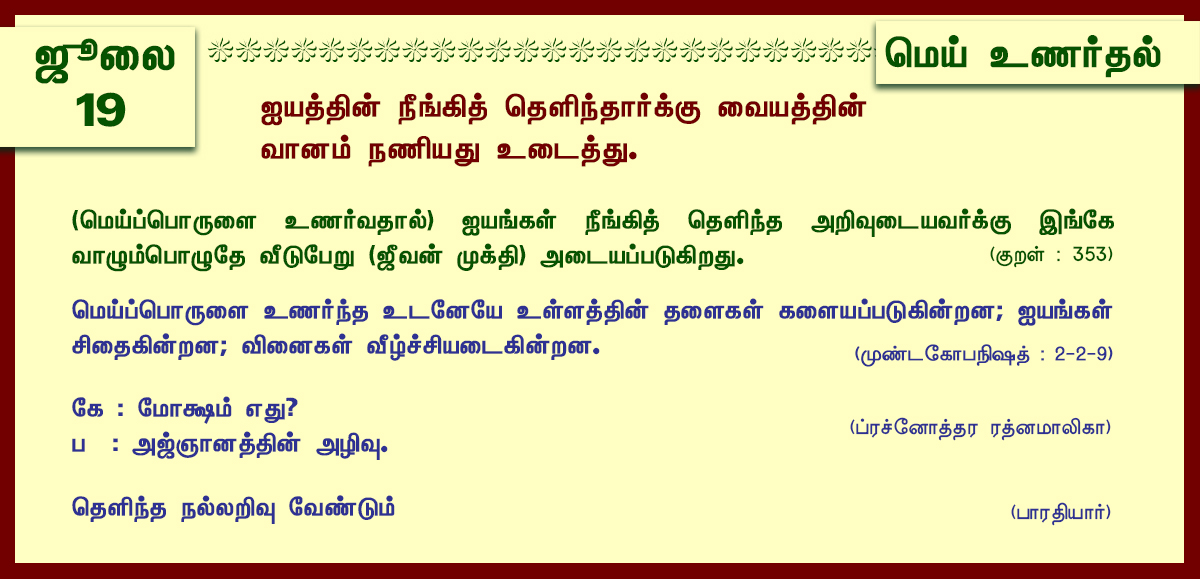 ஜூலை
19
மெய் உணர்தல்
ஐயத்தின் நீங்கித் தெளிந்தார்க்கு வையத்தின்
வானம் நணியது உடைத்து.
(மெய்ப்பொருளை உணர்வதால்) ஐயங்கள் நீங்கித் தெளிந்த அறிவுடையவர்க்கு இங்கே
வாழும்பொழுதே வீடுபேறு (ஜீவன் முக்தி) அடையப்படுகிறது.
(குறள் : 353)
மெய்ப்பொருளை உணர்ந்த உடனேயே உள்ளத்தின் தளைகள் களையப்படுகின்றன; ஐயங்கள்
சிதைகின்றன; வினைகள் வீழ்ச்சியடைகின்றன.
(முண்டகோபநிஷத் : 2-2-9)
கே : மோக்ஷம் எது?
ப : அஜ்ஞானத்தின் அழிவு.
(ப்ரச்னோத்தர ரத்னமாலிகா)
தெளிந்த நல்லறிவு வேண்டும்
(பாரதியார்)